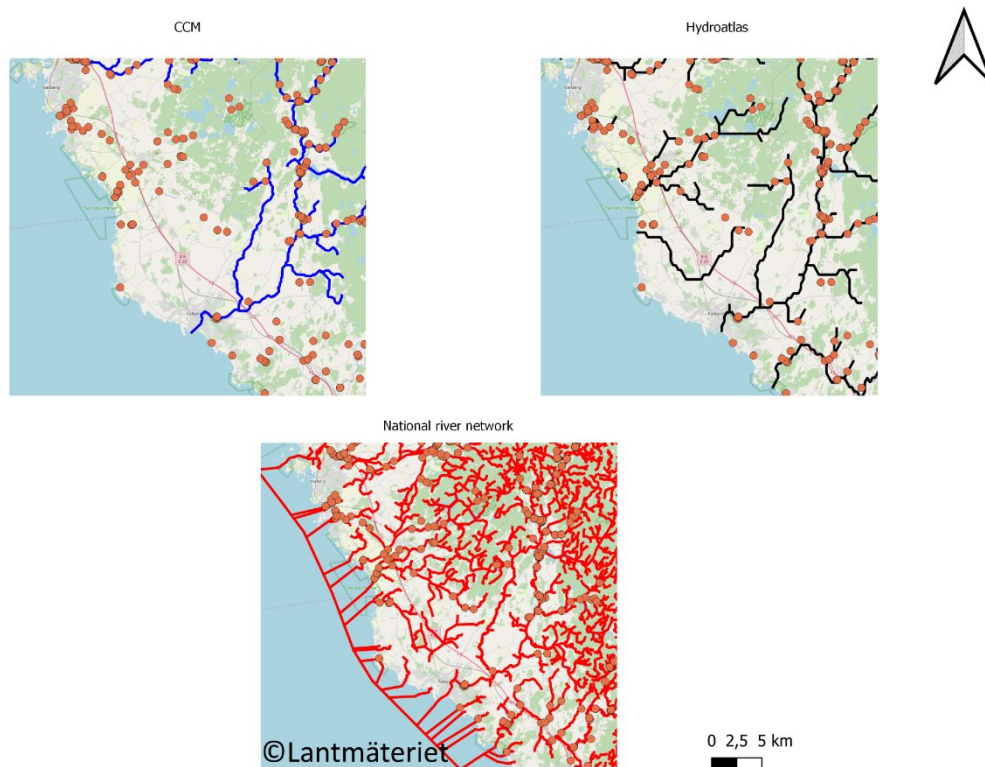 CCM
Hydroatlas
National river network
©Lantmäteriet
0 2,5 5 km